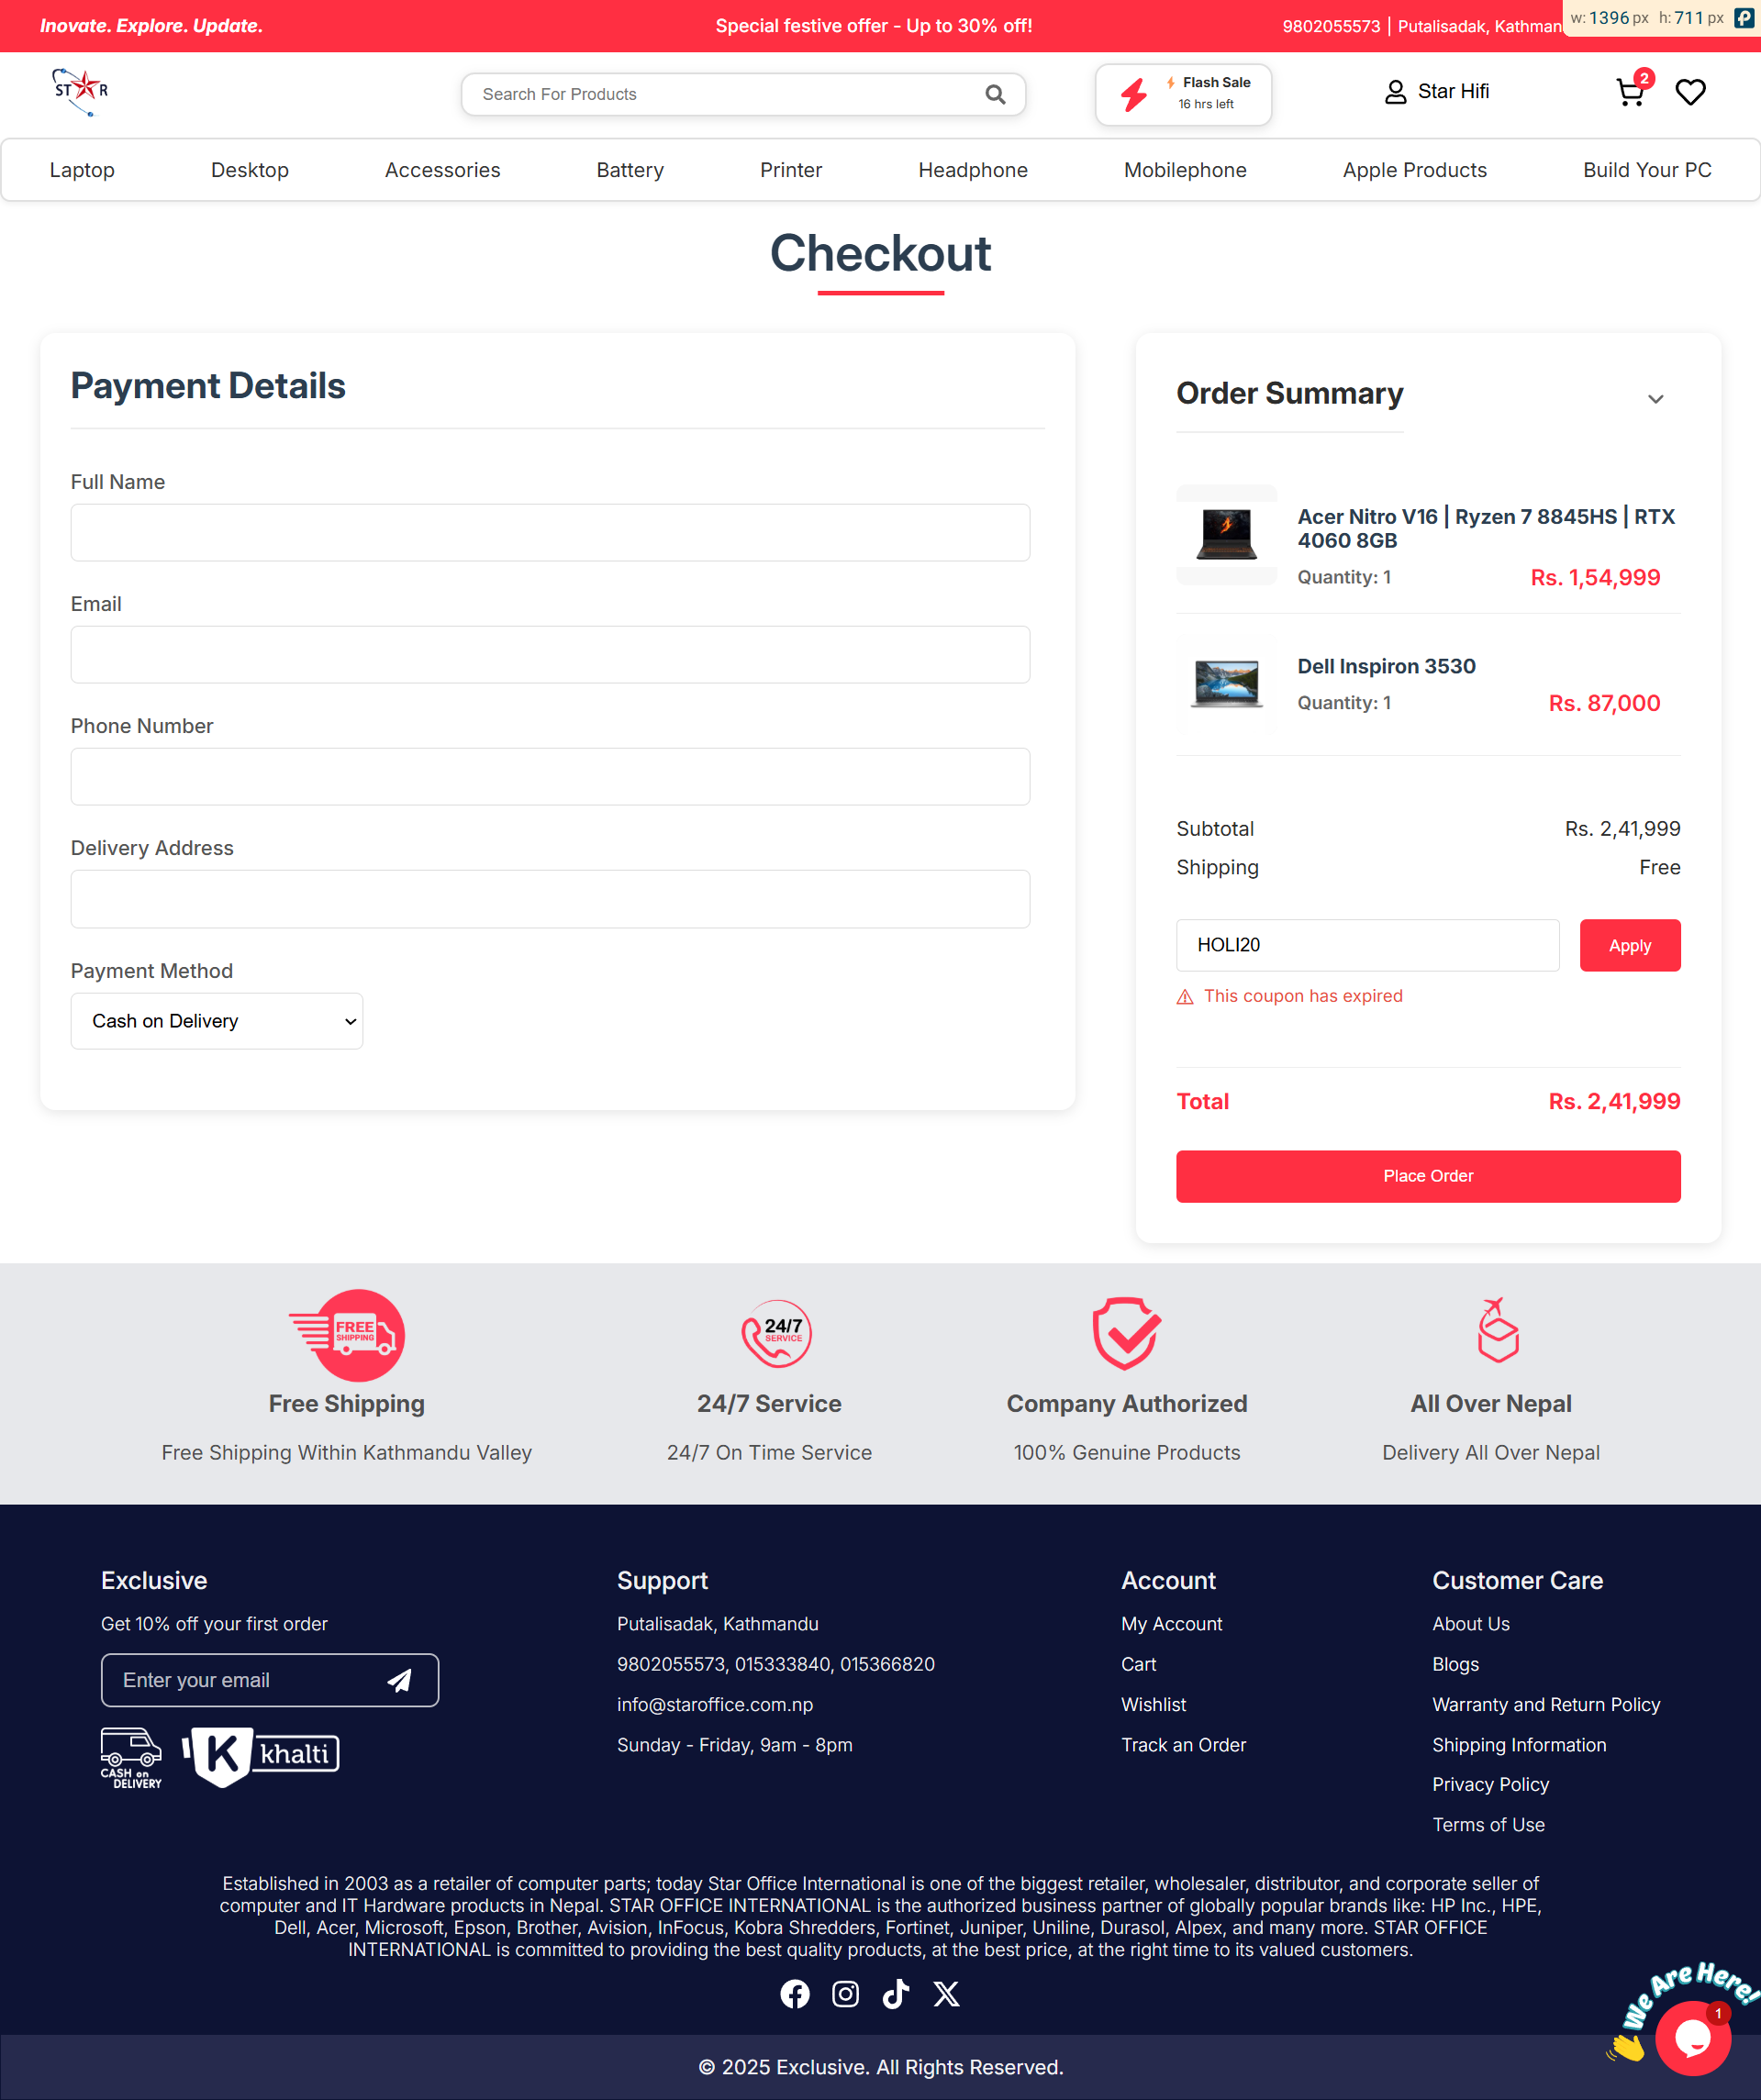 Inovate. Explore. Update.
Special festive offer - Up to 30% off!
9802055573 | Putalisadak, Kathman
w: 1396 px h: 711 px
ST R
Search For Products
Flash Sale
16 hrs left
Star Hifi
2
Laptop
Desktop
Accessories
Battery
Printer
Headphone
Mobilephone
Apple Products
Build Your PC
Checkout
Payment Details
Full Name
Email
Phone Number
Delivery Address
Payment Method
Cash on Delivery
Order Summary
Acer Nitro V16 | Ryzen 7 8845HS | RTX
4060 8GB
Quantity: 1
Rs. 1,54,999
Dell Inspiron 3530
Quantity: 1
Rs. 87,000
Subtotal
Rs. 2,41,999
Shipping
Free
HOLI20
Apply
This coupon has expired
Total
Rs. 2,41,999
Place Order
FREE
SHIPPING
Free Shipping
Free Shipping Within Kathmandu Valley
24/7
SERVICE
24/7 Service
24/7 On Time Service
Company Authorized
100% Genuine Products
All Over Nepal
Delivery All Over Nepal
Exclusive
Get 10% off your first order
Enter your email
CASH on
DELIVERY
K khalti
Support
Putalisadak, Kathmandu
9802055573, 015333840, 015366820
info@staroffice.com.np
Sunday - Friday, 9am - 8pm
Account
My Account
Cart
Wishlist
Track an Order
Customer Care
About Us
Blogs
Warranty and Return Policy
Shipping Information
Privacy Policy
Terms of Use
Established in 2003 as a retailer of computer parts; today Star Office International is one of the biggest retailer, wholesaler, distributor, and corporate seller of
computer and IT Hardware products in Nepal. STAR OFFICE INTERNATIONAL is the authorized business partner of globally popular brands like: HP Inc., HPE,
Dell, Acer, Microsoft, Epson, Brother, Avision, InFocus, Kobra Shredders, Fortinet, Juniper, Uniline, Durasol, Alpex, and many more. STAR OFFICE
INTERNATIONAL is committed to providing the best quality products, at the best price, at the right time to its valued customers.
We Are Here!
1
© 2025 Exclusive. All Rights Reserved.